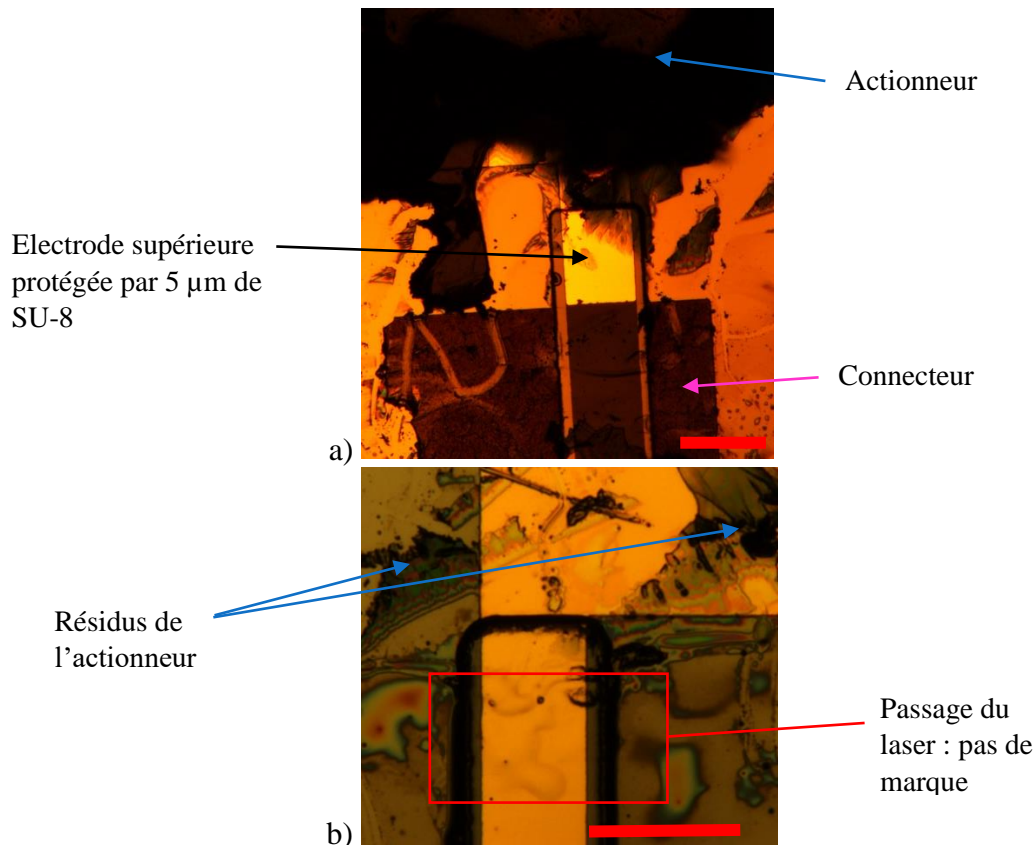 Actionneur
Electrode supérieure
protégée par 5 µm de
SU-8
Connecteur
a)
Résidus de
l’actionneur
Passage du
laser : pas de
marque
b)